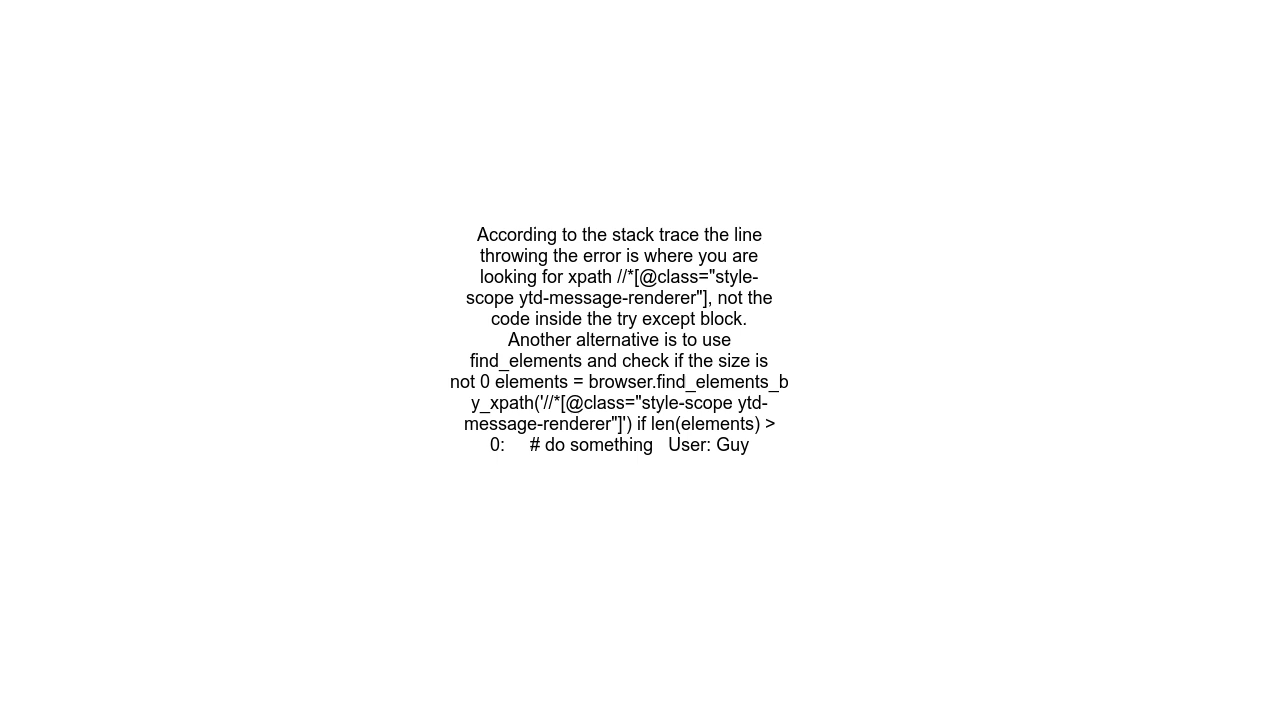 According to the stack trace the line
throwing the error is where you are
looking for xpath //*[@class="style-
scope ytd-message-renderer"], not the
code inside the try except block.
Another alternative is to use
find_elements and check if the size is
not 0 elements = browser.find_elements_b
y_xpath('//*[@class="style-scope ytd-
message-renderer"]') if len(elements) >
0:     # do something   User: Guy